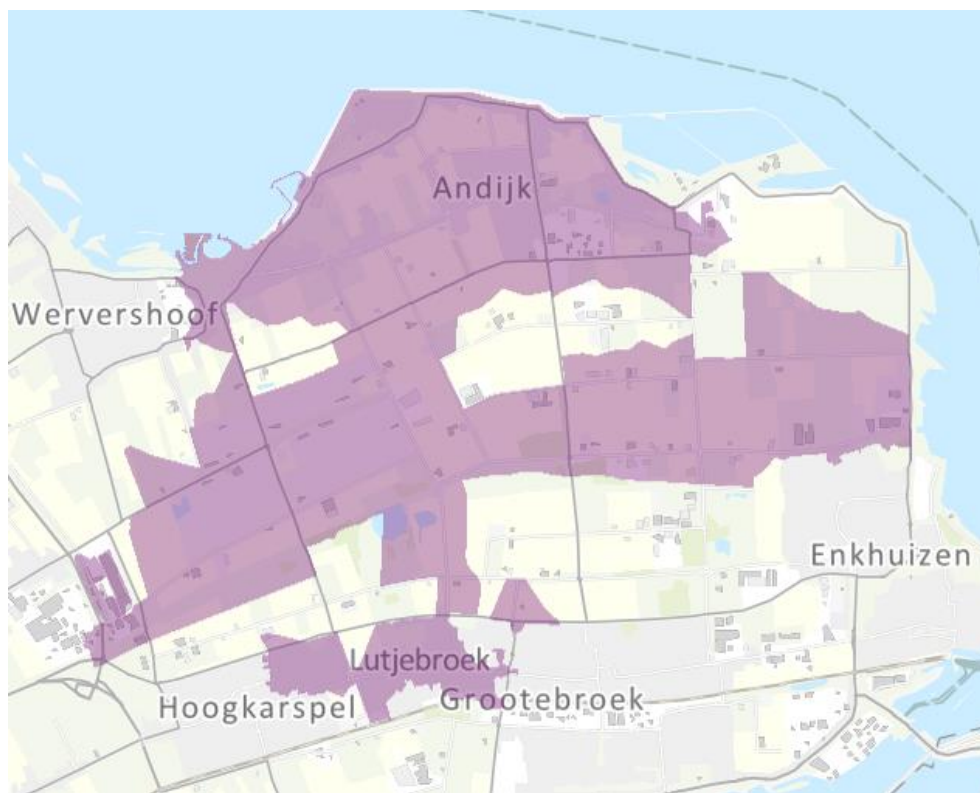 Andijk
Wervershoof
Enkhuizen
Lutjebroek
Hoogkarspel
Grootebroek